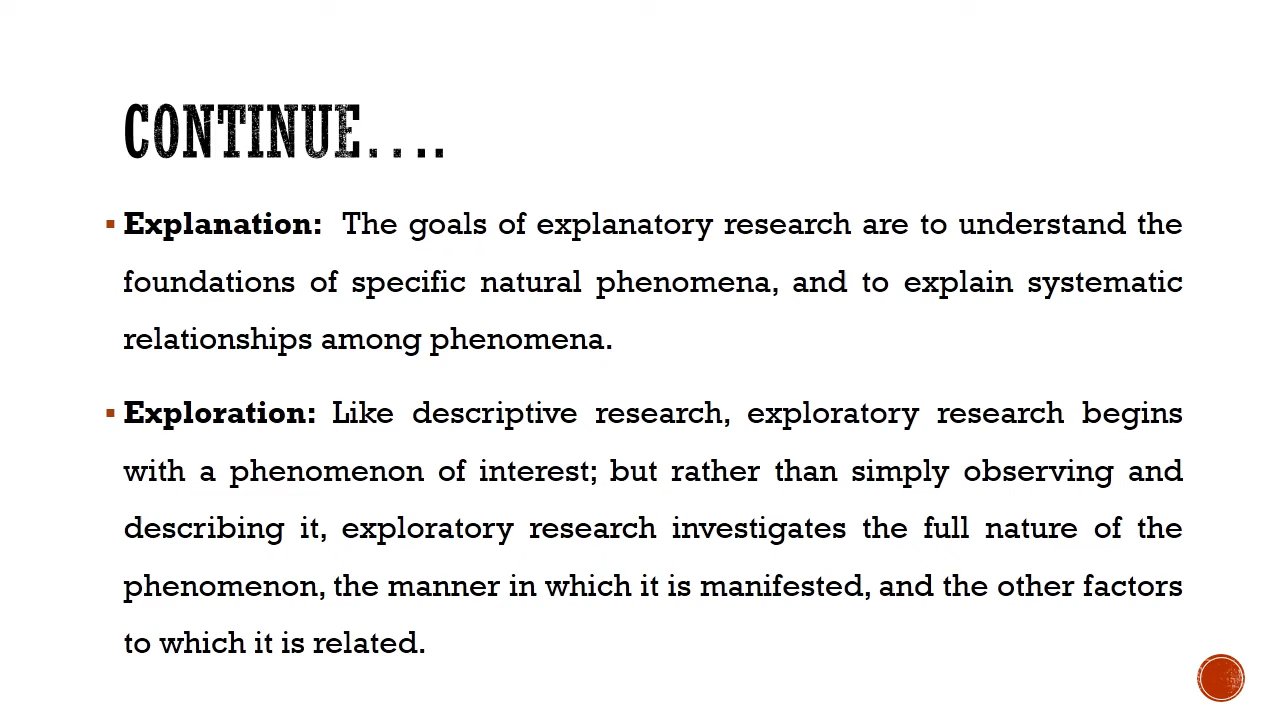 CONTINUE....
▪ Explanation: The goals of explanatory research are to understand the
foundations of specific natural phenomena, and to explain systematic
relationships among phenomena.
▪ Exploration: Like descriptive research, exploratory research begins
with a phenomenon of interest; but rather than simply observing and
describing it, exploratory research investigates the full nature of the
phenomenon, the manner in which it is manifested, and the other factors
to which it is related.